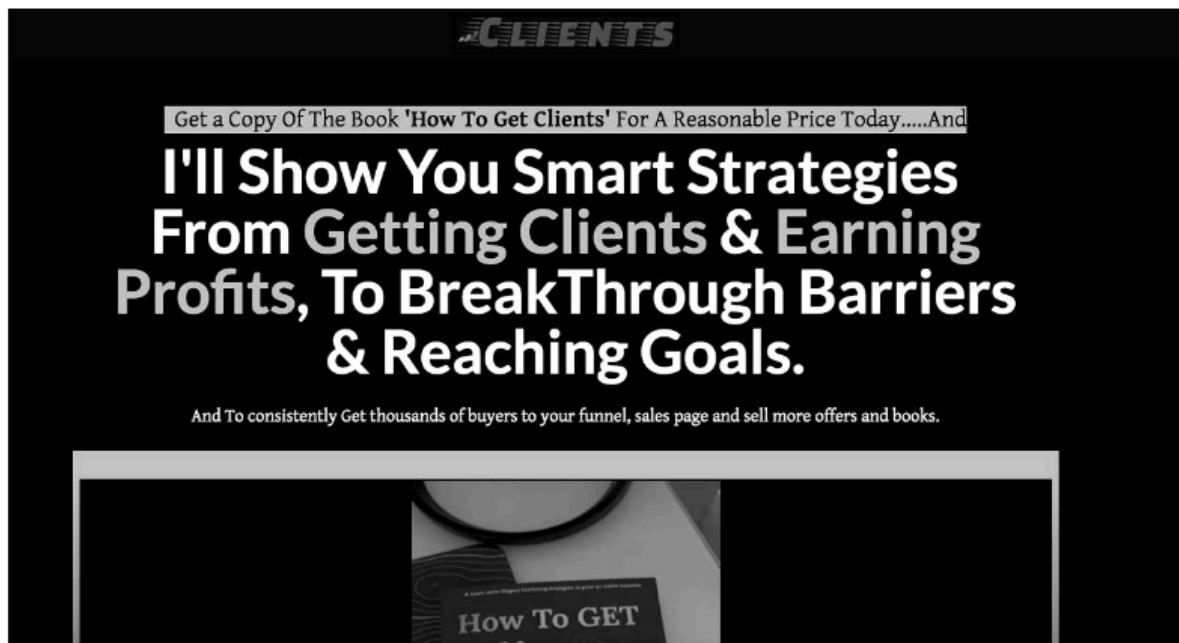 CLIENTS
Get a Copy Of The Book 'How To Get Clients' For A Reasonable Price Today.....And
I'll Show You Smart Strategies
From Getting Clients & Earning
Profits, To BreakThrough Barriers
& Reaching Goals.
And To consistently Get thousands of buyers to your funnel, sales page and sell more offers and books.
How To GET